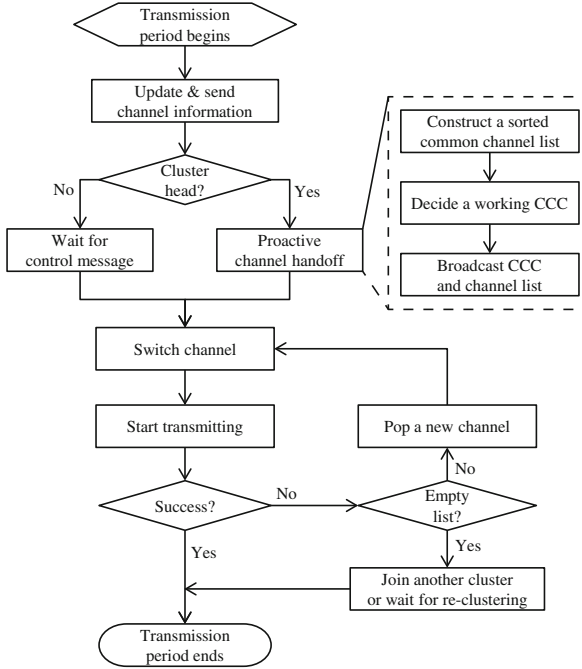 Transmission
period begins
Update & send
channel information
Cluster
head?
No
Yes
Wait for
control message
Proactive
channel handoff
Construct a sorted
common channel list
Decide a working CCC
Broadcast CCC
and channel list
Switch channel
Start transmitting
Pop a new channel
Success?
No
Empty
list?
No
Yes
Yes
Join another cluster
or wait for re-clustering
Transmission
period ends